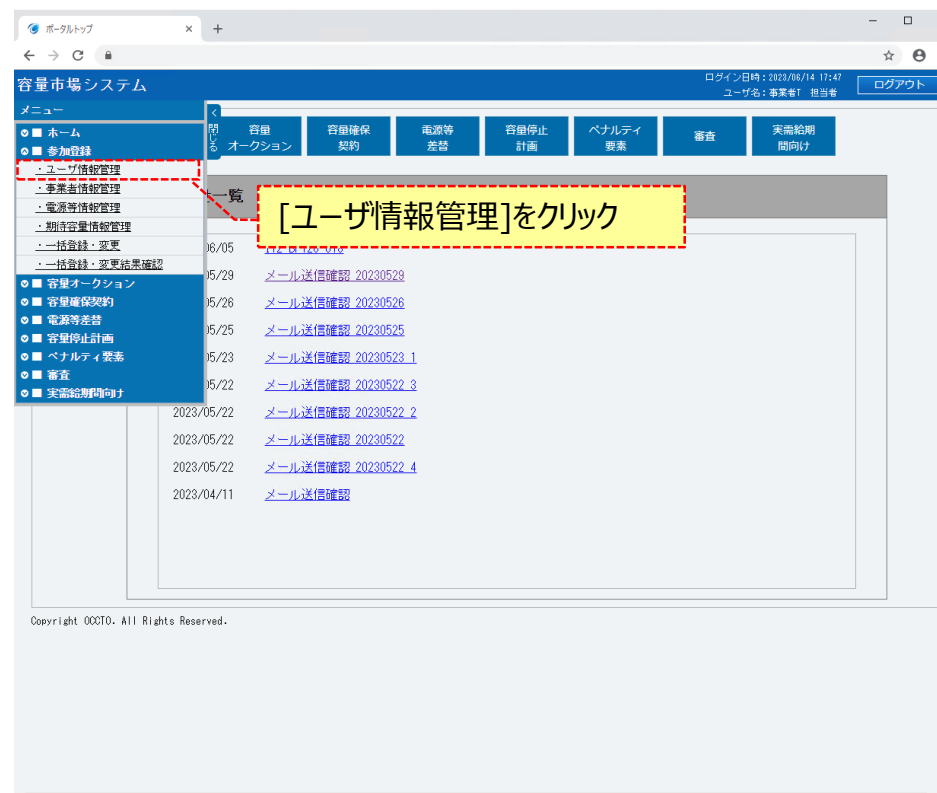 ポータルトップ
容量市場システム
ログイン日時：2023/06/14 17:47
ユーザ名：事業者T 担当者
ログアウト
メニュー
閉じる
ホーム
参加登録
・ユーザ情報管理
・事業者情報管理
・電源等情報管理
・期待容量情報管理
・一括登録・変更
・一括登録・変更結果確認
容量オークション
容量確保契約
電源等差替
容量停止計画
ペナルティ要素
審査
実需給期間向け
容量
オークション
容量確保
契約
電源等
差替
容量停止
計画
ペナルティ
要素
審査
実需給期
間向け
一覧
[ユーザ情報管理]をクリック
06/05
05/29 メール送信確認 20230529
05/26 メール送信確認 20230526
05/25 メール送信確認 20230525
05/23 メール送信確認 20230523_1
05/22 メール送信確認 20230522_3
2023/05/22 メール送信確認 20230522_2
2023/05/22 メール送信確認 20230522
2023/05/22 メール送信確認 20230522_4
2023/04/11 メール送信確認
Copyright OCCTO. All Rights Reserved.